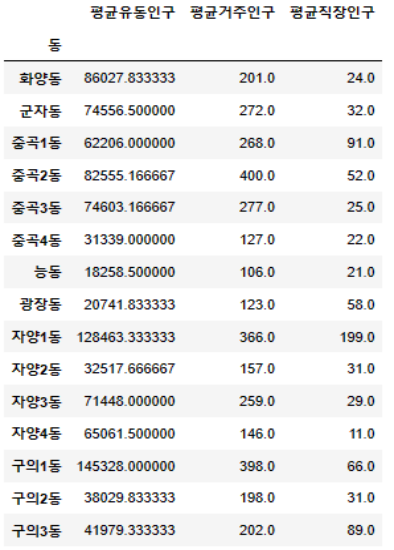 평균유동인구 평균거주인구 평균직장인구
동
화양동 86027.833333 201.0 24.0
군자동 74556.500000 272.0 32.0
중곡1동 62206.000000 268.0 91.0
중곡2동 82555.166667 400.0 52.0
중곡3동 74603.166667 277.0 25.0
중곡4동 31339.000000 127.0 22.0
능동 18258.500000 106.0 21.0
광장동 20741.833333 123.0 58.0
자양1동 128463.333333 366.0 199.0
자양2동 32517.666667 157.0 31.0
자양3동 71448.000000 259.0 29.0
자양4동 65061.500000 146.0 11.0
구의1동 145328.000000 398.0 66.0
구의2동 38029.833333 198.0 31.0
구의3동 41979.333333 202.0 89.0